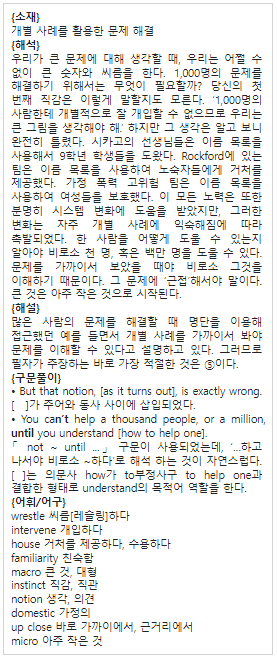 {소재}
개별 사례를 활용한 문제 해결
{해석}
우리가 큰 문제에 대해 생각할 때, 우리는 어쩔 수
없이 큰 숫자와 씨름을 한다. 1,000명의 문제를
해결하기 위해서는 무엇이 필요할까? 당신의 첫
번째 직감은 이렇게 말할지도 모른다. '1,000명의
사람한테 개별적으로 잘 개입할 수 없으므로 우리는
큰 그림을 생각해야 해.' 하지만 그 생각은 알고 보니
완전히 틀렸다. 시카고의 선생님들은 이름 목록을
사용해서 9학년 학생들을 도왔다. Rockford에 있는
팀은 이름 목록을 사용하여 노숙자들에게 거처를
제공했다. 가정 폭력 고위험 팀은 이름 목록을
사용하여 여성들을 보호했다. 이 모든 노력은 또한
분명히 시스템 변화에 도움을 받았지만, 그러한
변화는 자주 개별 사례에 익숙해짐에 따라
촉발되었다. 한 사람을 어떻게 도울 수 있는지
알아야 비로소 천 명, 혹은 백만 명을 도울 수 있다.
문제를 가까이서 보았을 때야 비로소 그것을
이해하기 때문이다. 그 문제에 '근접'해서야 말이다.
큰 것은 아주 작은 것으로 시작된다.
{해설}
많은 사람의 문제를 해결할 때 명단을 이용해
접근했던 예를 들면서 개별 사례를 가까이서 봐야
문제를 이해할 수 있다고 설명하고 있다. 그러므로
필자가 주장하는 바로 가장 적절한 것은 ⑤이다.
{구문풀이}
• But that notion, [as it turns out], is exactly wrong.
[ ]가 주어와 동사 사이에 삽입되었다.
• You can't help a thousand people, or a million,
until you understand [how to help one].
「not ~ until ...」 구문이 사용되었는데, '...하고
나서야 비로소 ~하다'로 해석 하는 것이 자연스럽다.
[ ]는 의문사 how가 to부정사구 to help one과
결합한 형태로 understand의 목적어 역할을 한다.
{어휘/어구}
wrestle 씨름[레슬링]하다
intervene 개입하다
house 거처를 제공하다, 수용하다
familiarity 친숙함
macro 큰 것, 대형
instinct 직감, 직관
notion 생각, 의견
domestic 가정의
up close 바로 가까이에서, 근거리에서
micro 아주 작은 것